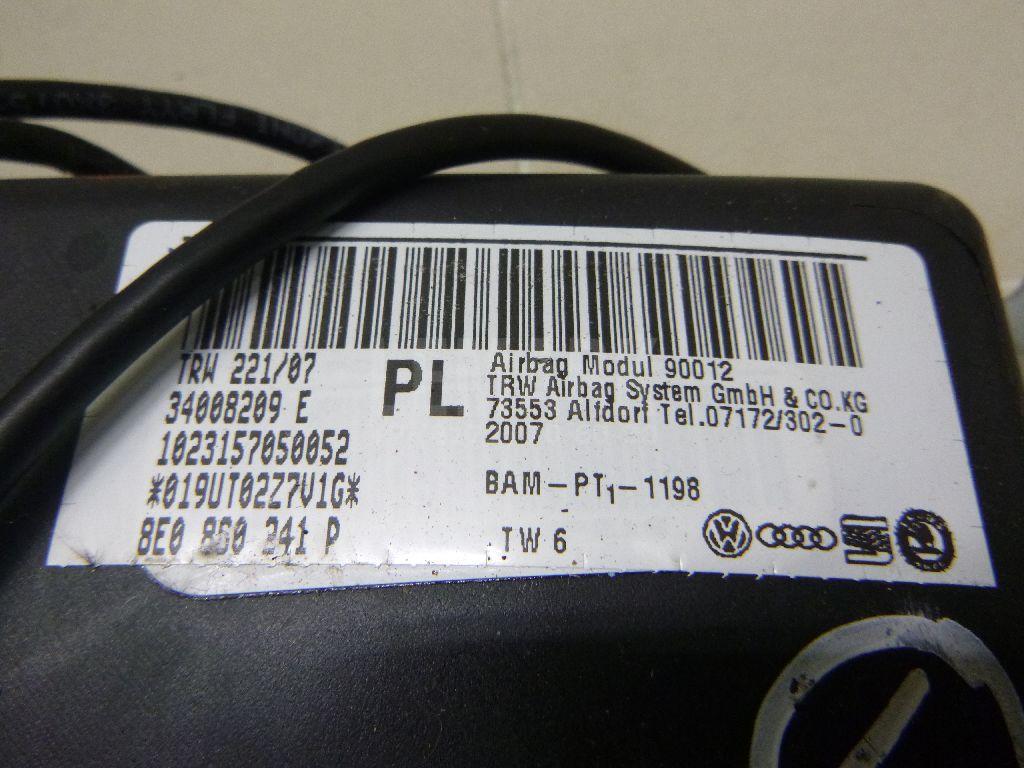 TRW 221/07
34008209 E
1023157050052
*019UT02Z7V1G*
8E0 880 241 P
PL
Airbag Modul 90012
TRW Airbag System GmbH & CO.KG
73553 Alfdorf Tel.07172/302-0
2007
BAM-PT1-1198
TW 6